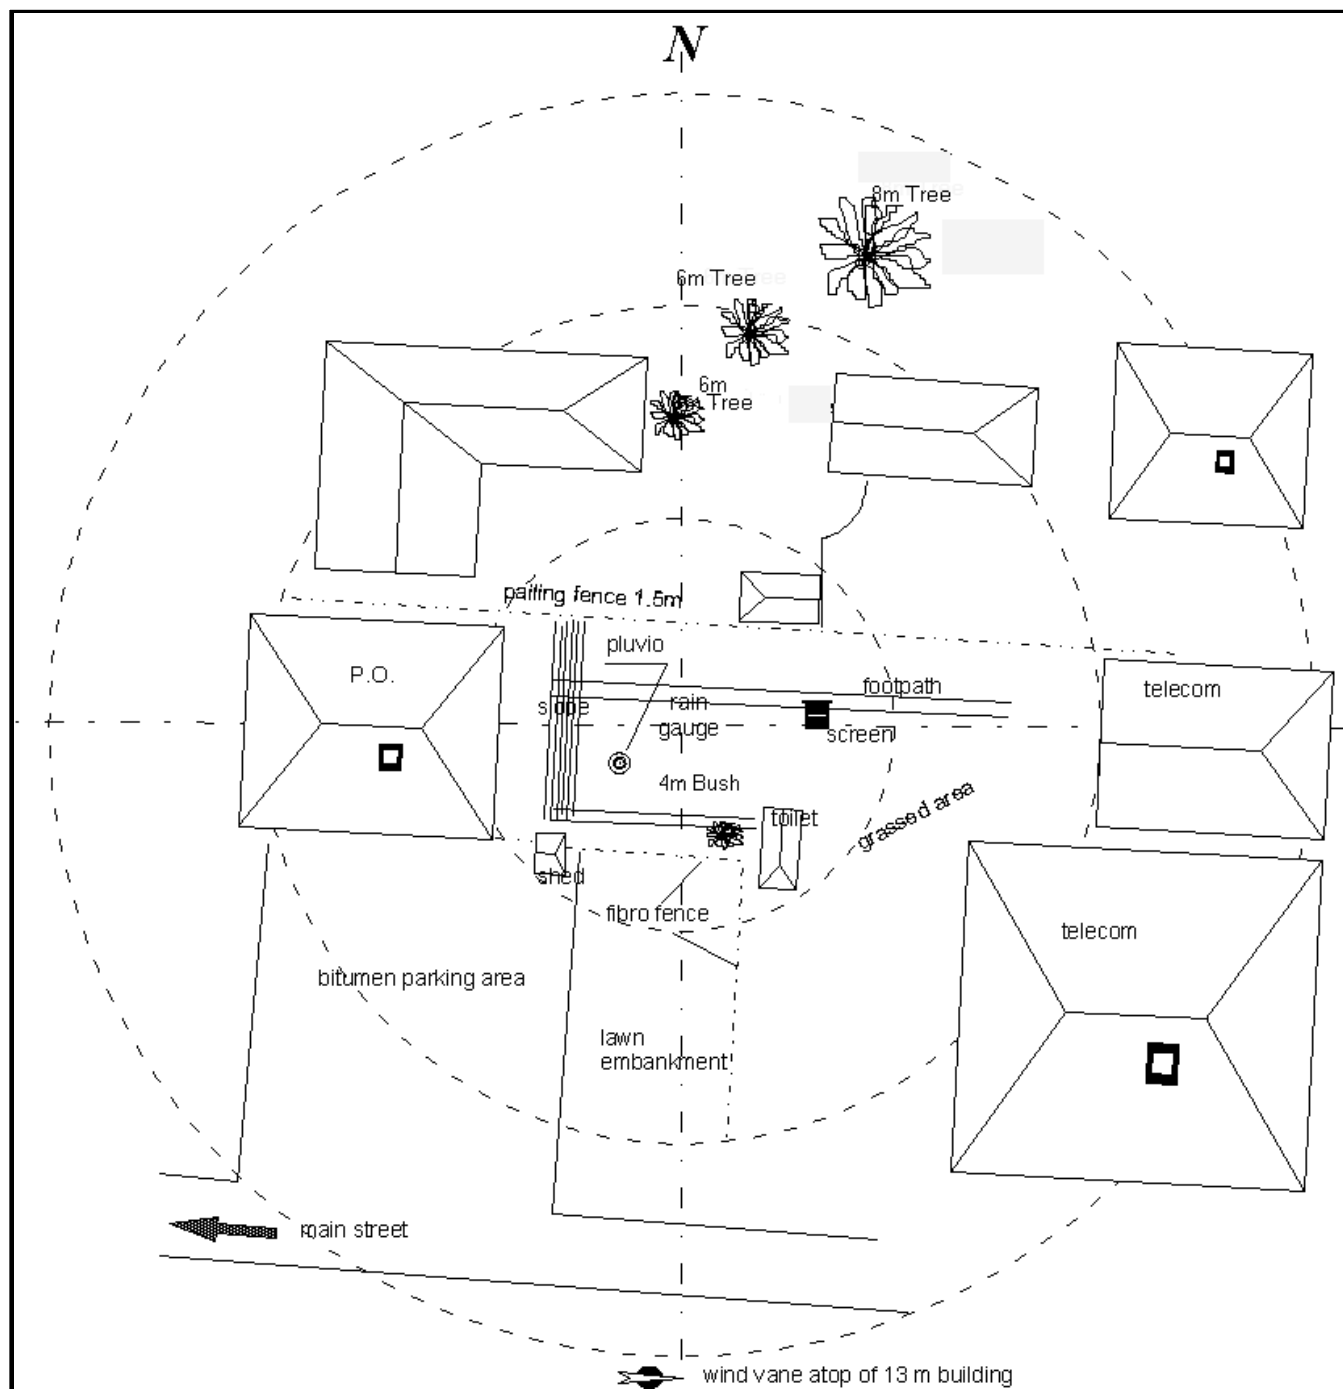 N
8m Tree
6m Tree
6m
Tree
pailing fence 1.5m
pluvio
P.O.
footpath
telecom
slope
rain
gauge
screen
4m Bush
toilet
grassed area
shed
fibro fence
telecom
bitumen parking area
lawn
embankment
main street
wind vane atop of 13 m building